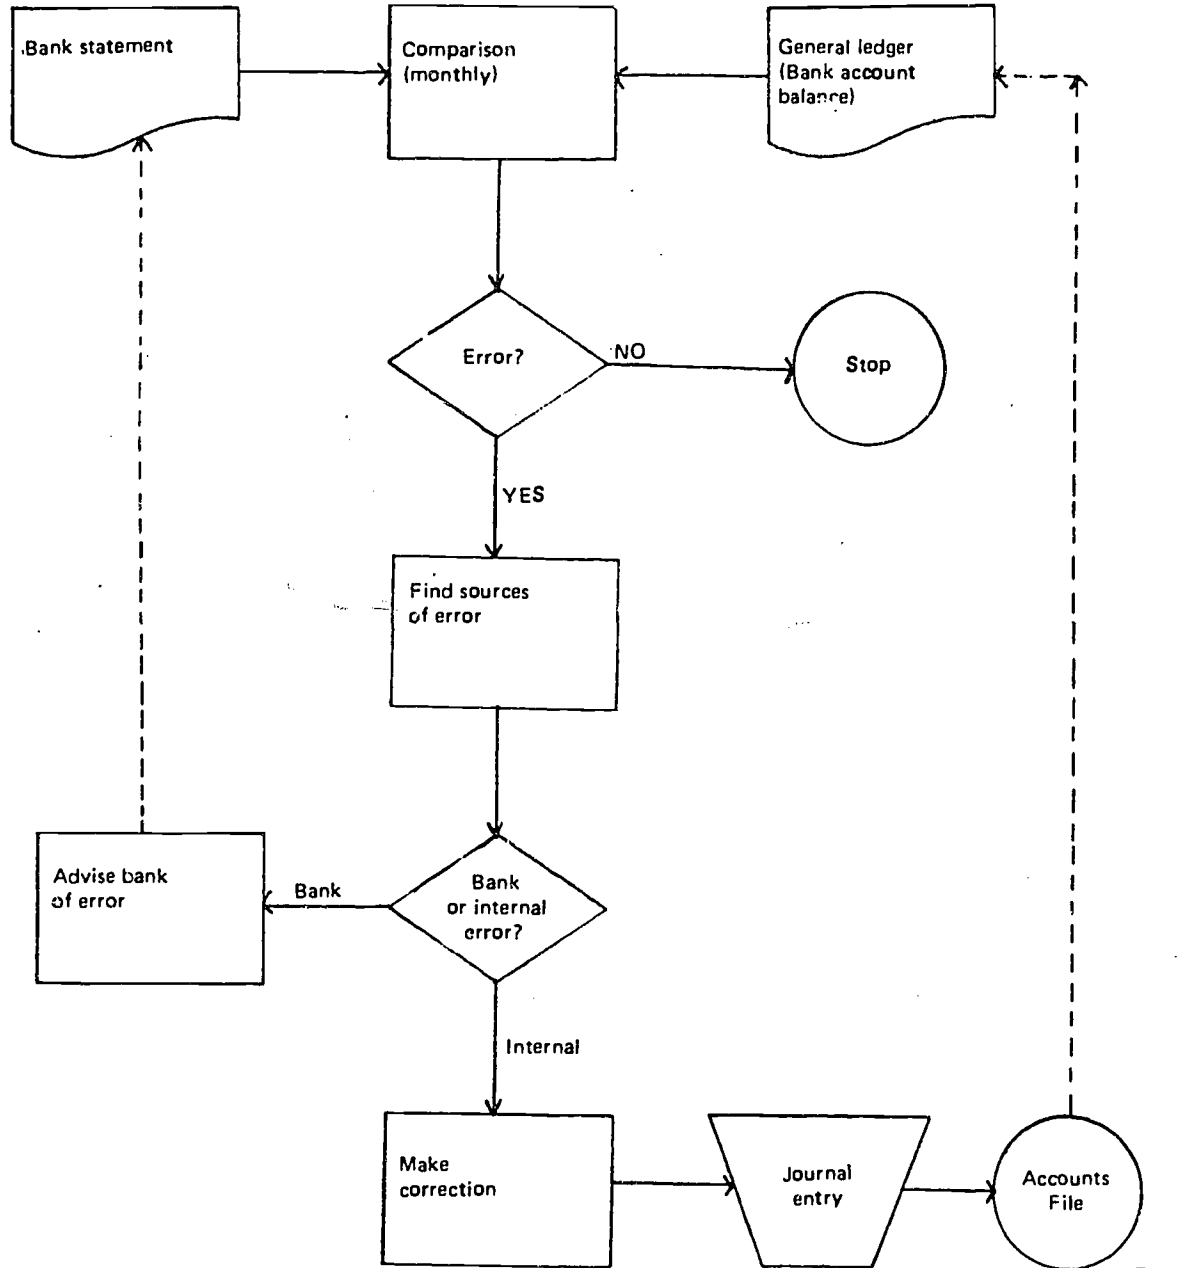 Bank statement
Comparison
(monthly)
General ledger
(Bank account
balance)
Error?
NO
Stop
YES
Find sources
of error
Advise bank
of error
Bank
Bank
or internal
error?
Internal
Make
correction
Journal
entry
Accounts
File